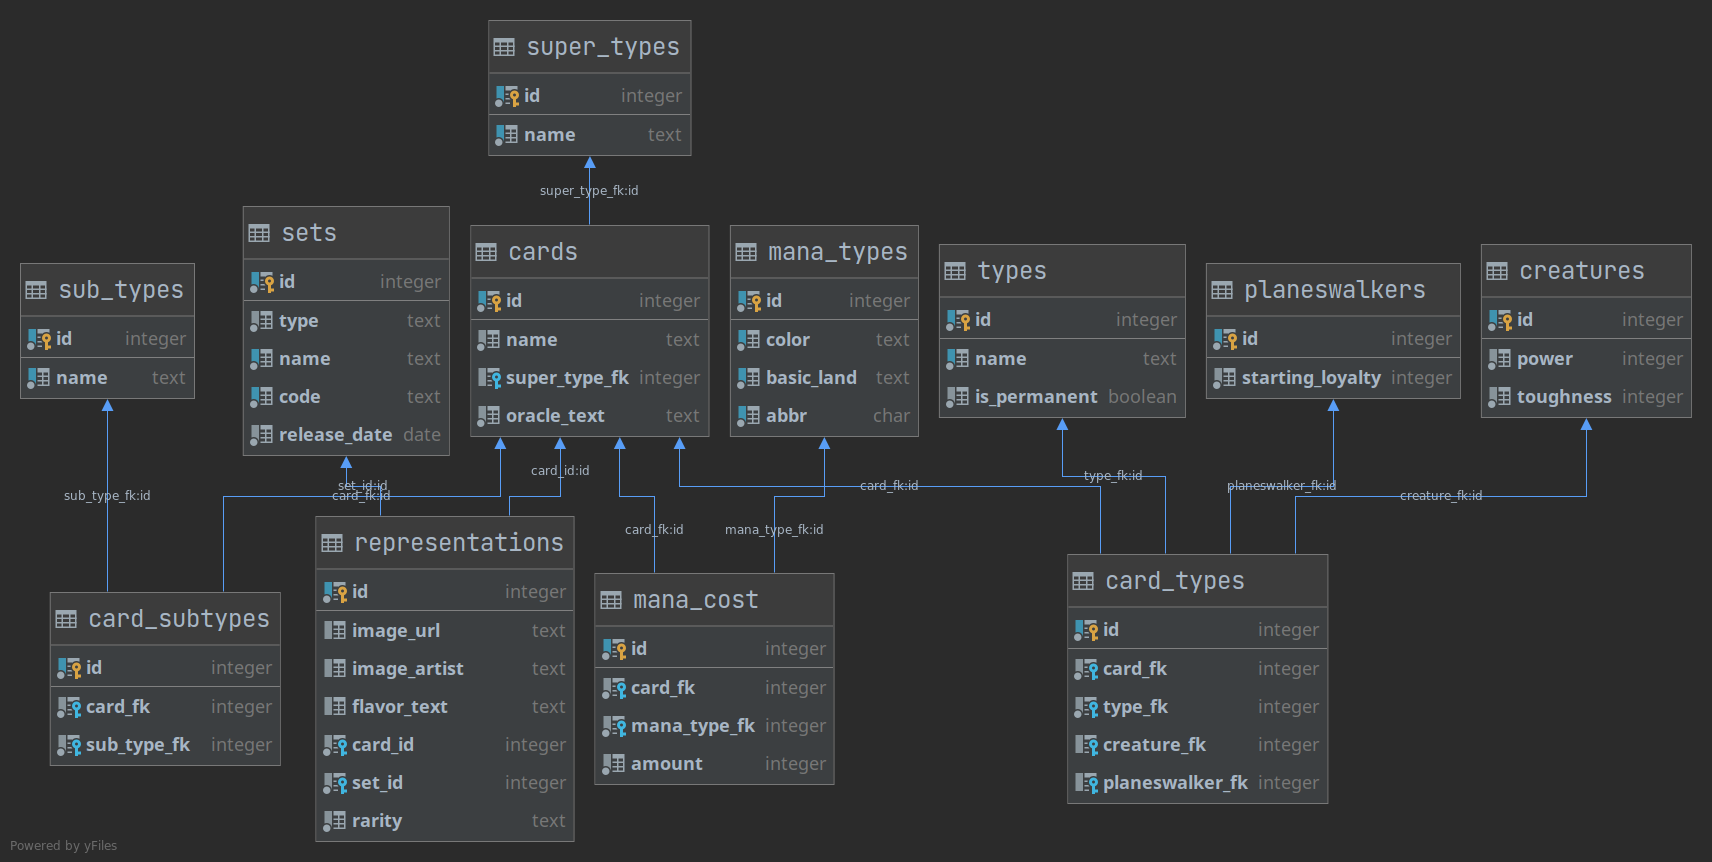 super_types
id integer
name text
super_type_fk:id
sub_types
id integer
name text
sets
id integer
type text
name text
code text
release_date date
cards
id integer
name text
super_type_fk integer
oracle_text text
mana_types
id integer
color text
basic_land text
abbr char
types
id integer
name text
is_permanent boolean
planeswalkers
id integer
starting_loyalty integer
creatures
id integer
power integer
toughness integer
sub_type_fk:id
set_id:id
card_fk:id
card_id:id
card_fk:id
mana_type_fk:id
card_fk:id
type_fk:id
planeswalker_fk:id
creature_fk:id
card_subtypes
id integer
card_fk integer
sub_type_fk integer
representations
id integer
image_url text
image_artist text
flavor_text text
card_id integer
set_id integer
rarity text
mana_cost
id integer
card_fk integer
mana_type_fk integer
amount integer
card_types
id integer
card_fk integer
type_fk integer
creature_fk integer
planeswalker_fk integer
Powered by yFiles